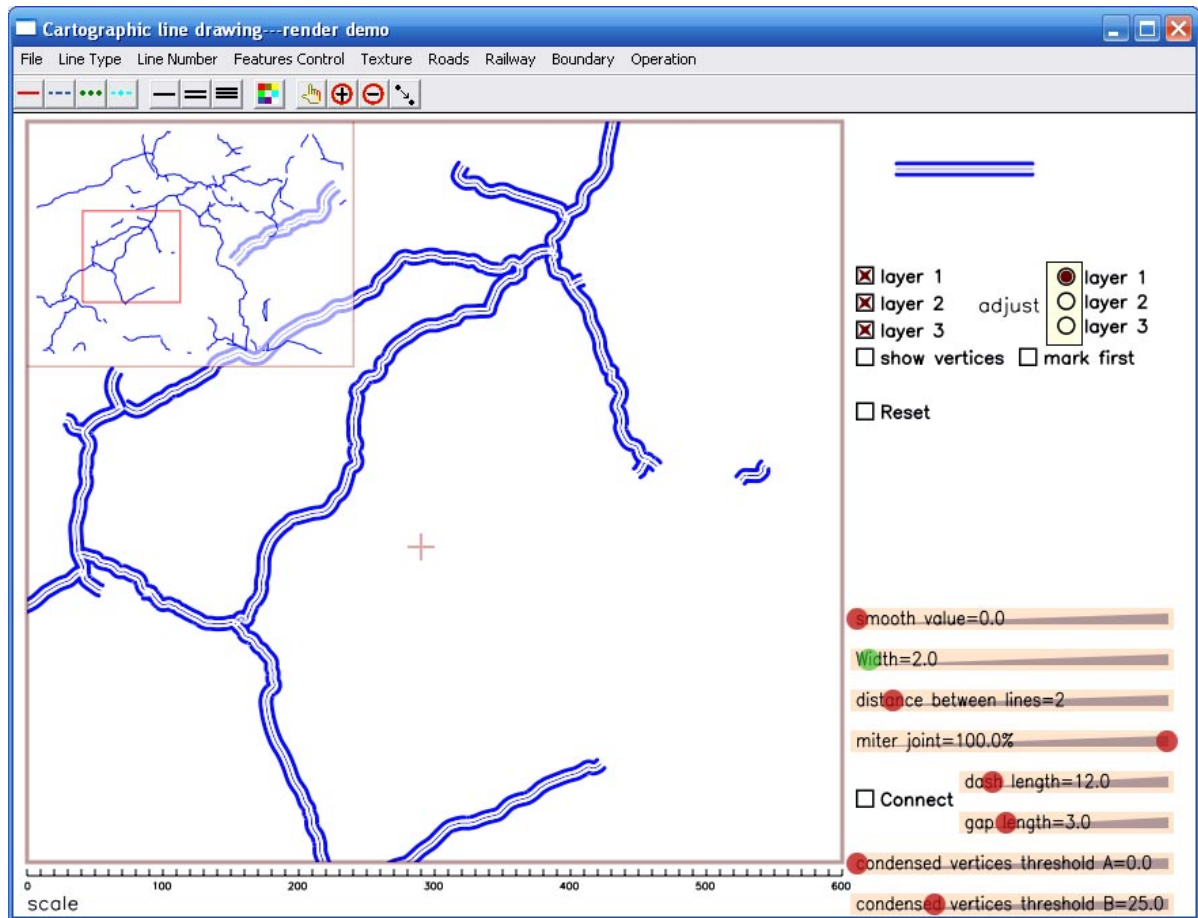 Cartographic line drawing---render demo
File Line Type Line Number Features Control Texture Roads Railway Boundary Operation
layer 1
layer 2
layer 3
adjust
layer 1
layer 2
layer 3
show vertices mark first
Reset
smooth value=0.0
Width=2.0
distance between lines=2
miter joint=100.0%
dash length=12.0
Connect
gap length=3.0
condensed vertices threshold A=0.0
condensed vertices threshold B=25.0
0 100 200 300 400 500 600
scale